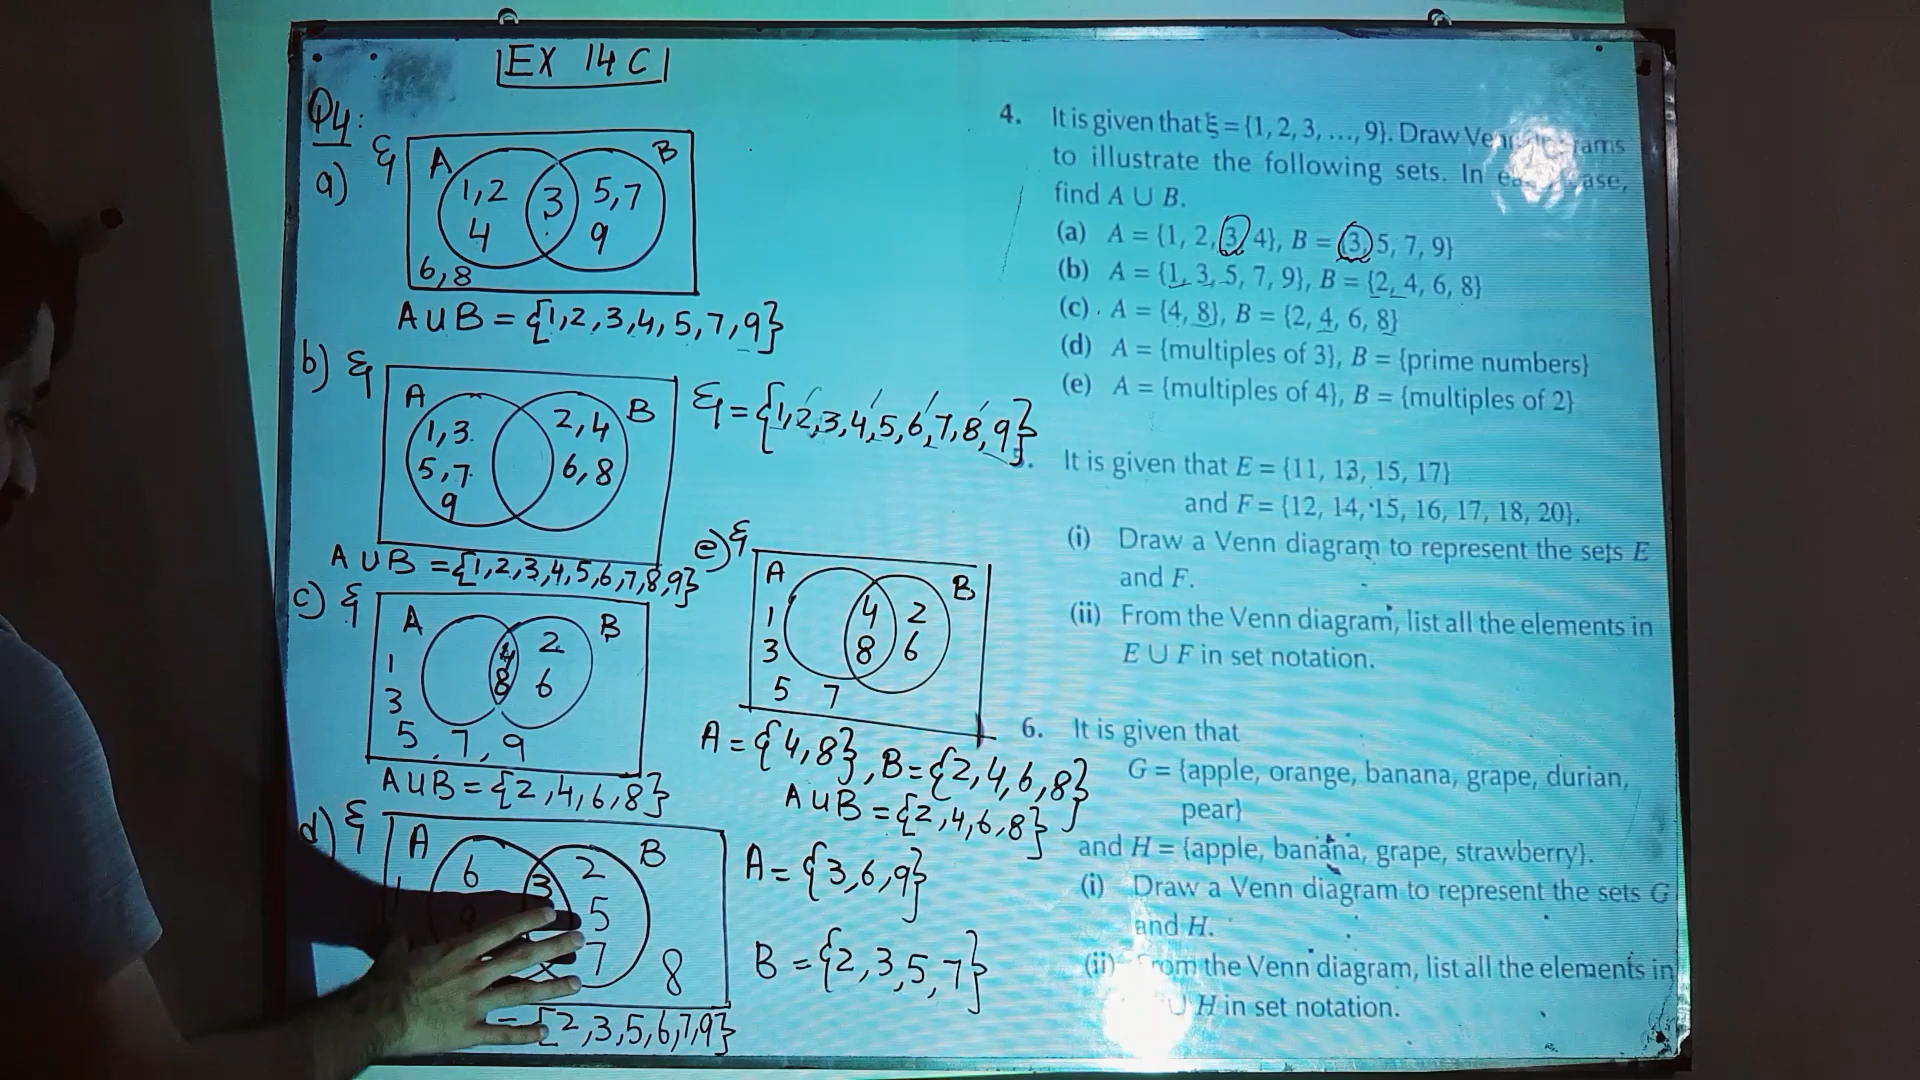 EX 14 C
Q4:
a) ξ
A B
1,2 3 5,7
4 9
6,8
A∪B = {1,2,3,4,5,7,9}
b) ξ
A B
1,3 2,4
5,7 6,8
9
ξ = {1,2,3,4,5,6,7,8,9}
A ∪ B = {1,2,3,4,5,6,7,8,9}
c) ξ
A B
1 4 2
3 8 6
5, 7, 9
A∪B = {2,4,6,8}
d) ξ
A B
6 3 2
5
7 8
= {2,3,5,6,7,9}
e) ξ
A B
1 4 2
3 8 6
5 7
A = {4,8}, B = {2,4,6,8}
A∪B = {2,4,6,8}
A = {3,6,9}
B = {2,3,5,7}
4. It is given that ξ = {1, 2, 3, …, 9}. Draw
to illustrate the following sets. In
find A ∪ B.
(a) A = {1, 2, 3, 4}, B = {3, 5, 7, 9}
(b) A = {1, 3, 5, 7, 9}, B = {2, 4, 6, 8}
(c) A = {4, 8}, B = {2, 4, 6, 8}
(d) A = {multiples of 3}, B = {prime numbers}
(e) A = {multiples of 4}, B = {multiples of 2}
It is given that E = {11, 13, 15, 17}
and F = {12, 14, 15, 16, 17, 18, 20}.
(i) Draw a Venn diagram to represent the sets E
and F.
(ii) From the Venn diagram, list all the elements in
E ∪ F in set notation.
6. It is given that
G = {apple, orange, banana, grape, durian,
pear}
and H = {apple, banana, grape, strawberry}.
(i) Draw a Venn diagram to represent the sets G
and H.
(ii) the Venn diagram, list all the elements in
∪ H in set notation.